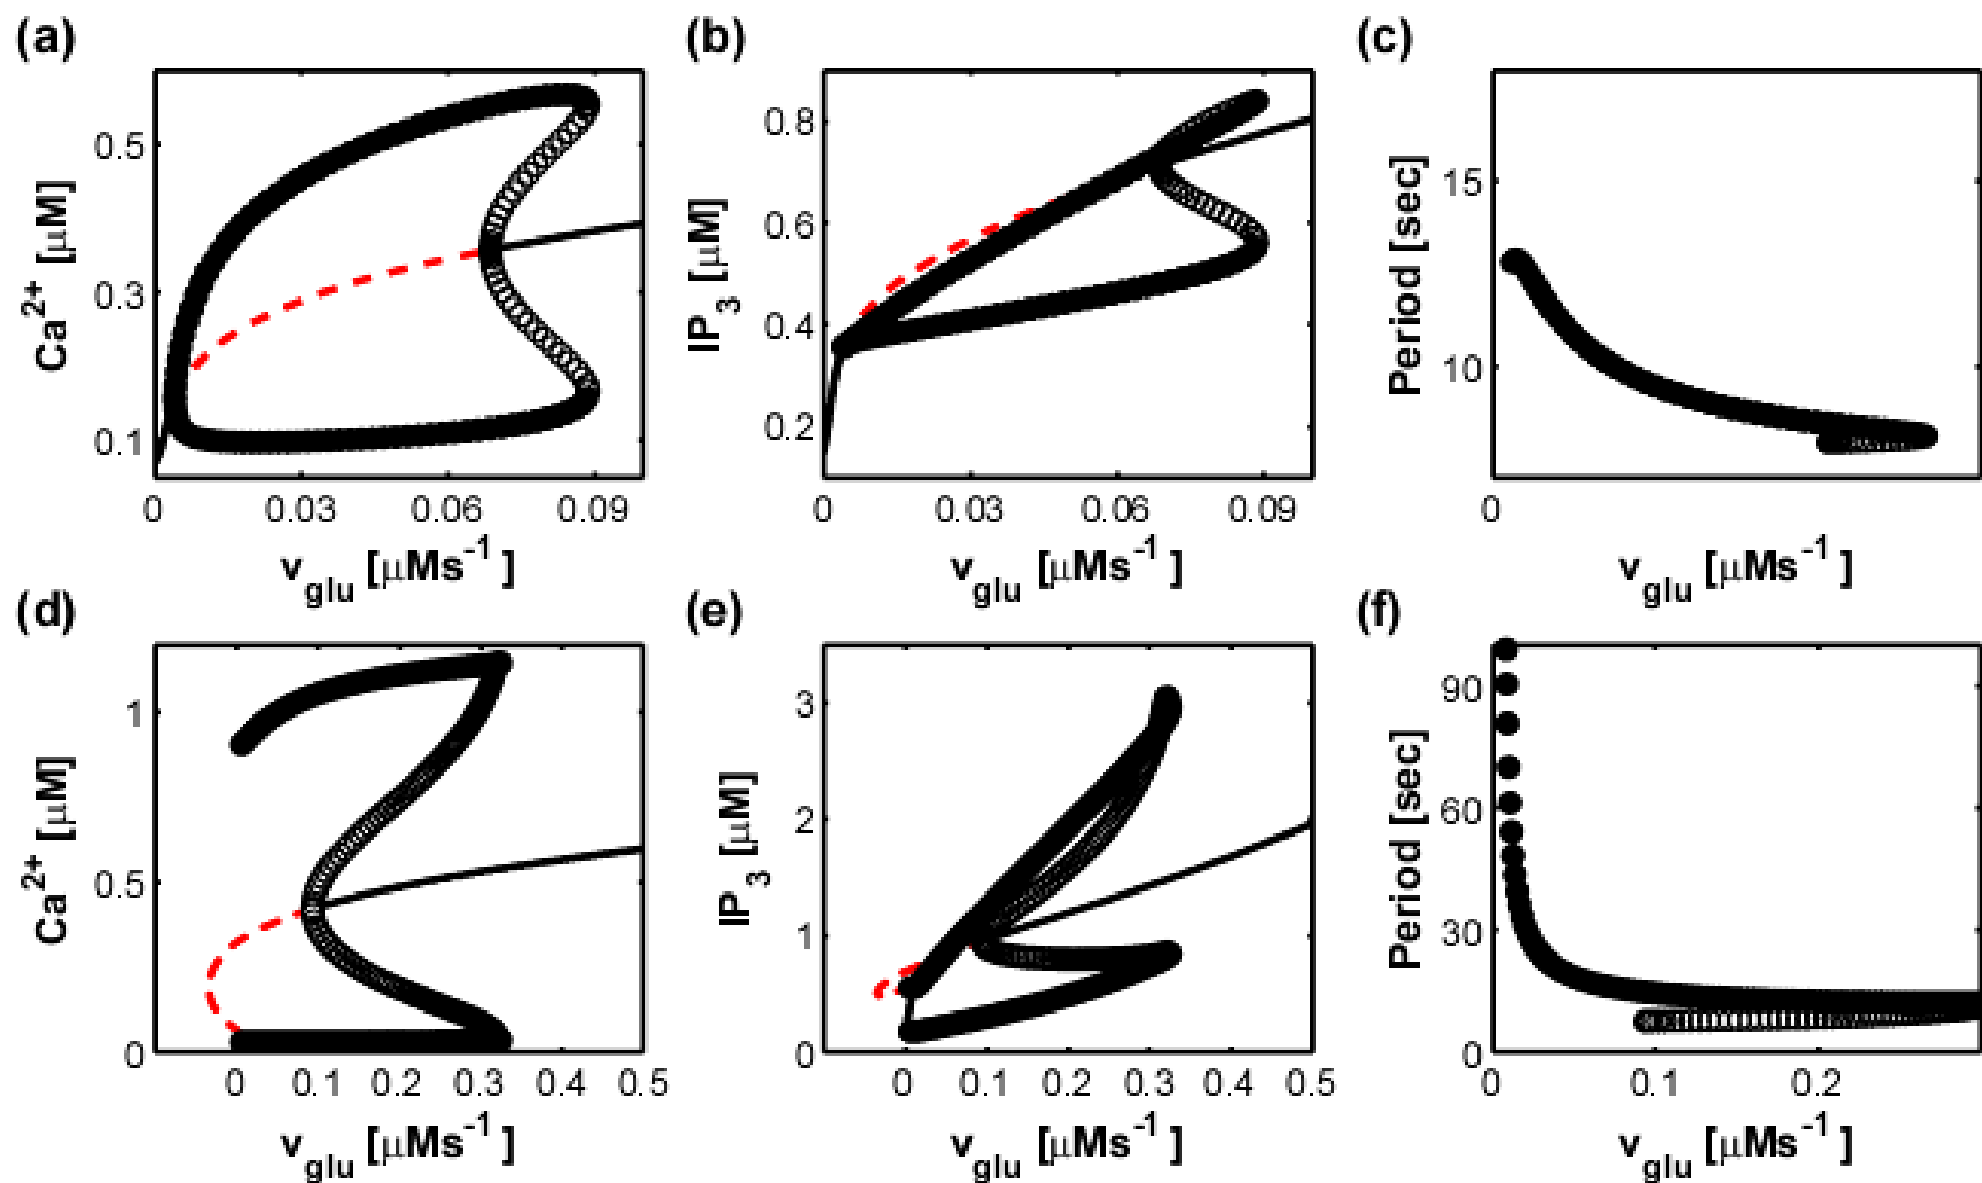 (a) (b) (c)
Ca2+ [μM]
0.5
0.3
0.1
0 0.03 0.06 0.09
vglu [μMs-1 ]
IP3 [μM]
0.8
0.6
0.4
0.2
0 0.03 0.06 0.09
vglu [μMs-1 ]
Period [sec]
15
10
0
vglu [μMs-1 ]
(d) (e) (f)
Ca2+ [μM]
1
0.5
0
0 0.1 0.2 0.3 0.4 0.5
vglu [μMs-1 ]
IP3 [μM]
3
2
1
0
0 0.1 0.2 0.3 0.4 0.5
vglu [μMs-1 ]
Period [sec]
90
60
30
0
0 0.1 0.2
vglu [μMs-1 ]